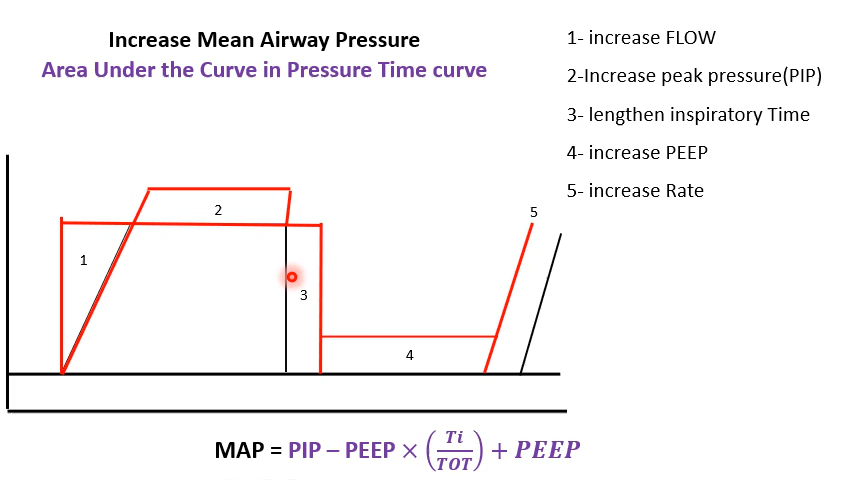 Increase Mean Airway Pressure
Area Under the Curve in Pressure Time curve
1- increase FLOW
2-Increase peak pressure(PIP)
3- lengthen inspiratory Time
4- increase PEEP
5- increase Rate
5
2
1
3
4
MAP = PIP – PEEP × (Ti/TOT) + PEEP